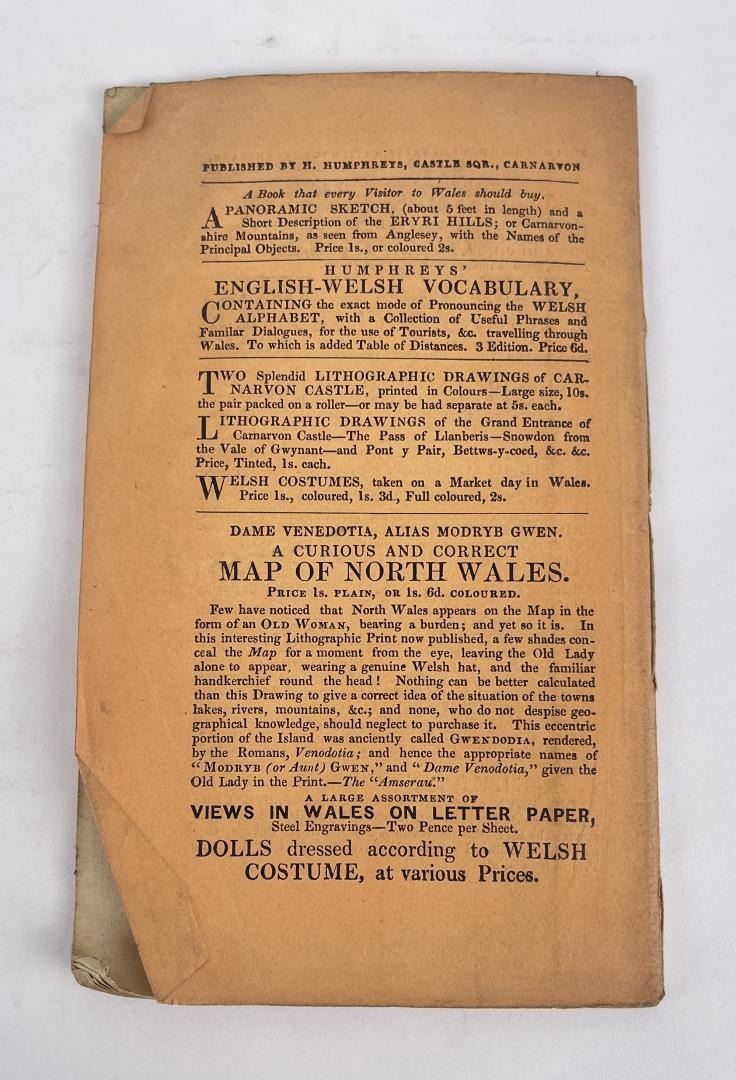 PUBLISHED BY H. HUMPHREYS, CASTLE SQR., CARNARVON
A Book that every Visitor to Wales should buy.
A PANORAMIC SKETCH, (about 5 feet in length) and a
Short Description of the ERYRI HILLS; or Carnarvon-
shire Mountains, as seen from Anglesey, with the Names of the
Principal Objects. Price 1s., or coloured 2s.
HUMPHREYS'
ENGLISH-WELSH VOCABULARY,
CONTAINING the exact mode of Pronouncing the WELSH
ALPHABET, with a Collection of Useful Phrases and
Familar Dialogues, for the use of Tourists, &c. travelling through
Wales. To which is added Table of Distances. 3 Edition. Price 6d.
TWO Splendid LITHOGRAPHIC DRAWINGS of CAR-
NARVON CASTLE, printed in Colours—Large size, 10s.
the pair packed on a roller—or may be had separate at 5s. each.
LITHOGRAPHIC DRAWINGS of the Grand Entrance of
Carnarvon Castle—The Pass of Llanberis—Snowdon from
the Vale of Gwynant—and Pont y Pair, Bettws-y-coed, &c. &c.
Price, Tinted, 1s. each.
WELSH COSTUMES, taken on a Market day in Wales.
Price 1s., coloured, 1s. 3d., Full coloured, 2s.
DAME VENEDOTIA, ALIAS MODRYB GWEN.
A CURIOUS AND CORRECT
MAP OF NORTH WALES.
PRICE 1s. PLAIN, OR 1s. 6d. COLOURED.
Few have noticed that North Wales appears on the Map in the
form of an OLD WOMAN, bearing a burden; and yet so it is. In
this interesting Lithographic Print now published, a few shades con-
ceal the Map for a moment from the eye, leaving the Old Lady
alone to appear, wearing a genuine Welsh hat, and the familiar
handkerchief round the head! Nothing can be better calculated
than this Drawing to give a correct idea of the situation of the towns
lakes, rivers, mountains, &c.; and none, who do not despise geo-
graphical knowledge, should neglect to purchase it. This eccentric
portion of the Island was anciently called GWENDODIA, rendered,
by the Romans, Venodotia; and hence the appropriate names of
"MODRYB (or Aunt) GWEN," and "Dame Venodotia," given the
Old Lady in the Print.—The "Amserau."
A LARGE ASSORTMENT OF
VIEWS IN WALES ON LETTER PAPER,
Steel Engravings—Two Pence per Sheet.
DOLLS dressed according to WELSH
COSTUME, at various Prices.